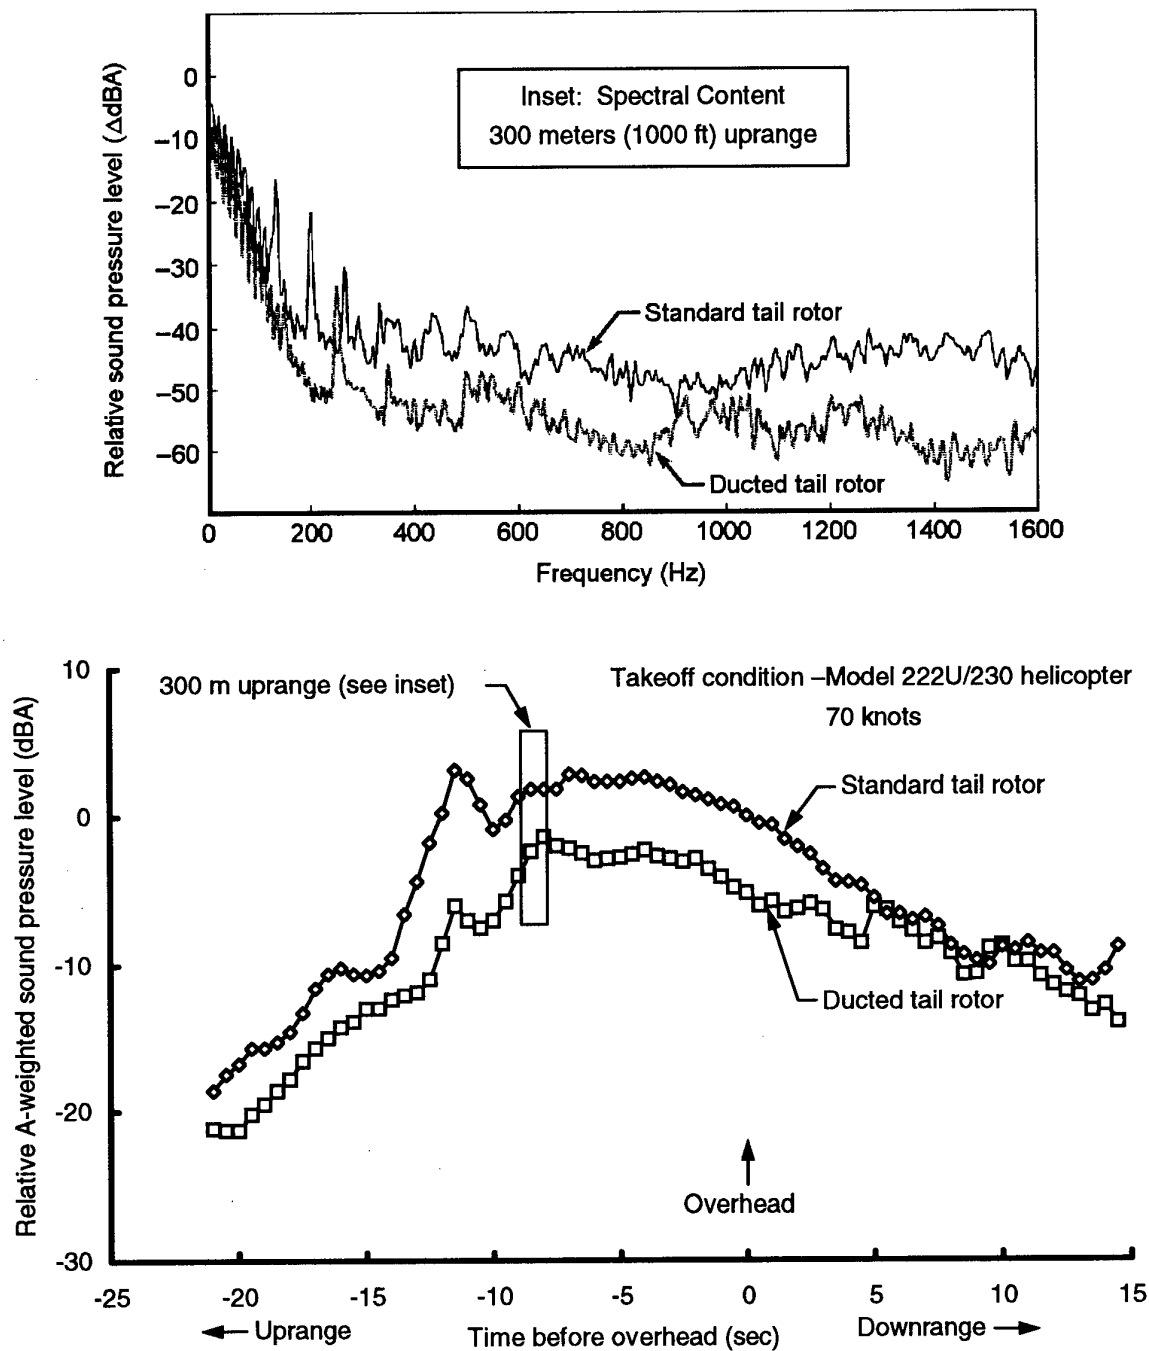 Inset: Spectral Content
300 meters (1000 ft) uprange
Relative sound pressure level (ΔdBA)
0
–10
–20
–30
–40
–50
–60
Standard tail rotor
Ducted tail rotor
0 200 400 600 800 1000 1200 1400 1600
Frequency (Hz)
Relative A-weighted sound pressure level (dBA)
10
0
-10
-20
-30
300 m uprange (see inset)
Takeoff condition –Model 222U/230 helicopter
70 knots
Standard tail rotor
Ducted tail rotor
Overhead
-25 -20 -15 -10 -5 0 5 10 15
Uprange
Time before overhead (sec)
Downrange